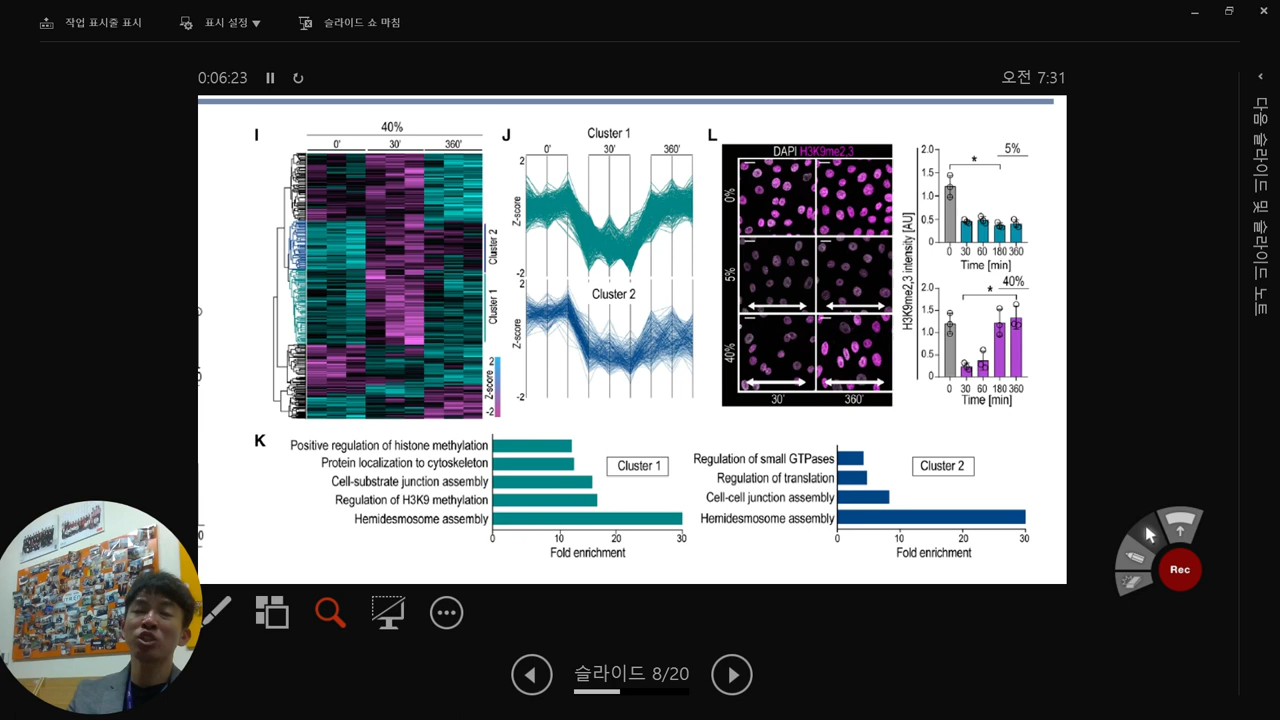 작업 표시줄 표시
표시 설정 ▼
슬라이드 쇼 마침
0:06:23
오전 7:31
다음 슬라이드 및 슬라이드 노트
I
40%
0' 30' 360'
Cluster 2
Cluster 1
Z-score
2
-2
J
Cluster 1
0' 30' 360'
2
Z-score
-2
2
Cluster 2
Z-score
-2
L
DAPI H3K9me2,3
0%
5%
40%
30' 360'
H3K9me2,3 intensity [AU]
5%
*
2.0
1.5
1.0
0.5
0
0 30 60 180 360
Time [min]
40%
*
2.0
1.5
1.0
0.5
0
0 30 60 180 360
Time [min]
K
Positive regulation of histone methylation
Protein localization to cytoskeleton
Cell-substrate junction assembly
Regulation of H3K9 methylation
Hemidesmosome assembly
Cluster 1
0 10 20 30
Fold enrichment
Regulation of small GTPases
Regulation of translation
Cell-cell junction assembly
Hemidesmosome assembly
Cluster 2
0 10 20 30
Fold enrichment
0
Rec
슬라이드 8/20